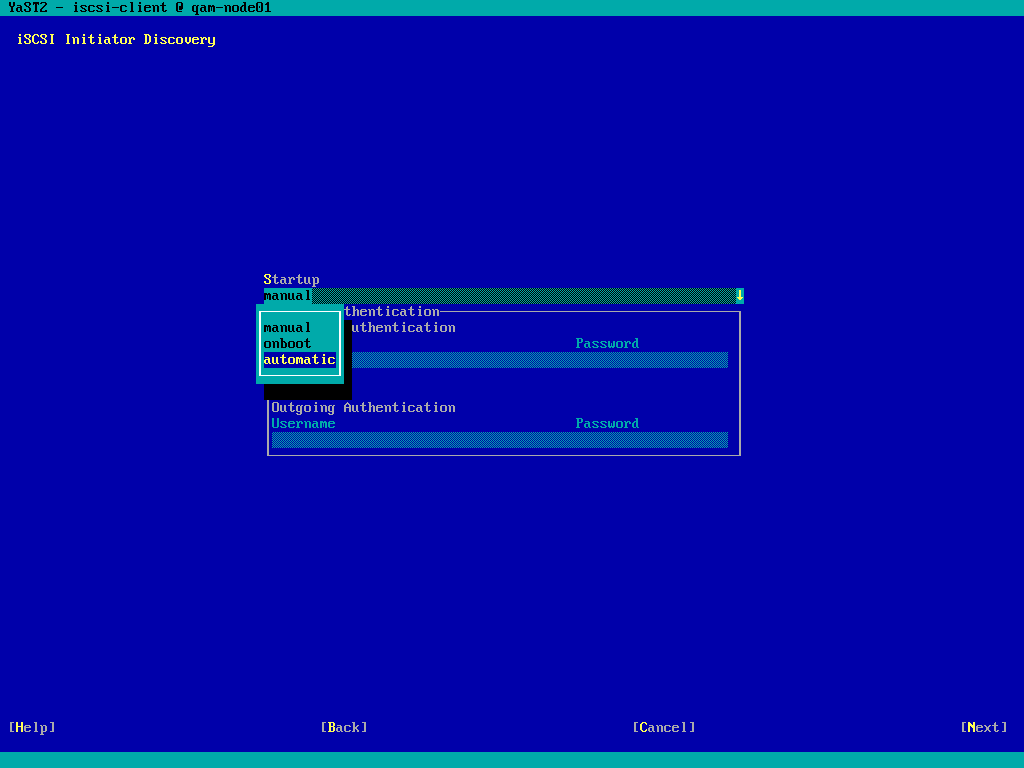 YaST2 - iscsi-client @ qam-node01
iSCSI Initiator Discovery
Startup
manual↓
thentication
manual
uthentication
onboot
Password
automatic
Outgoing Authentication
Username
Password
[Help]
[Back]
[Cancel]
[Next]